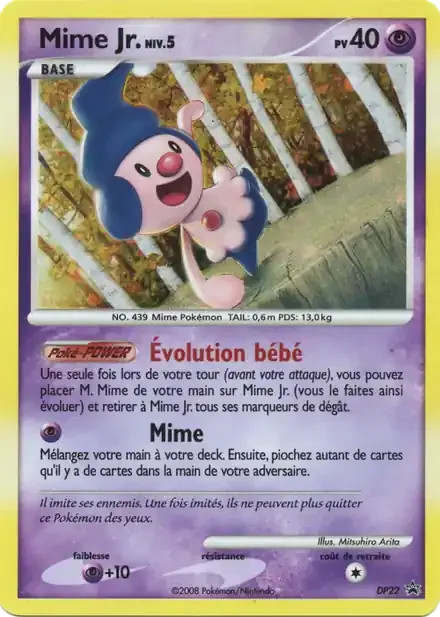 Mime Jr. NIV.5 PV 40
BASE
NO. 439 Mime Pokémon TAIL: 0,6m PDS: 13,0kg
Poké-POWER Évolution bébé
Une seule fois lors de votre tour (avant votre attaque), vous pouvez
placer M. Mime de votre main sur Mime Jr. (vous le faites ainsi
évoluer) et retirer à Mime Jr. tous ses marqueurs de dégât.
Mime
Mélangez votre main à votre deck. Ensuite, piochez autant de cartes
qu'il y a de cartes dans la main de votre adversaire.
Il imite ses ennemis. Une fois imités, ils ne peuvent plus quitter
ce Pokémon des yeux.
Illus. Mitsuhiro Arita
faiblesse résistance coût de retraite
+10
©2008 Pokémon/Nintendo DP22